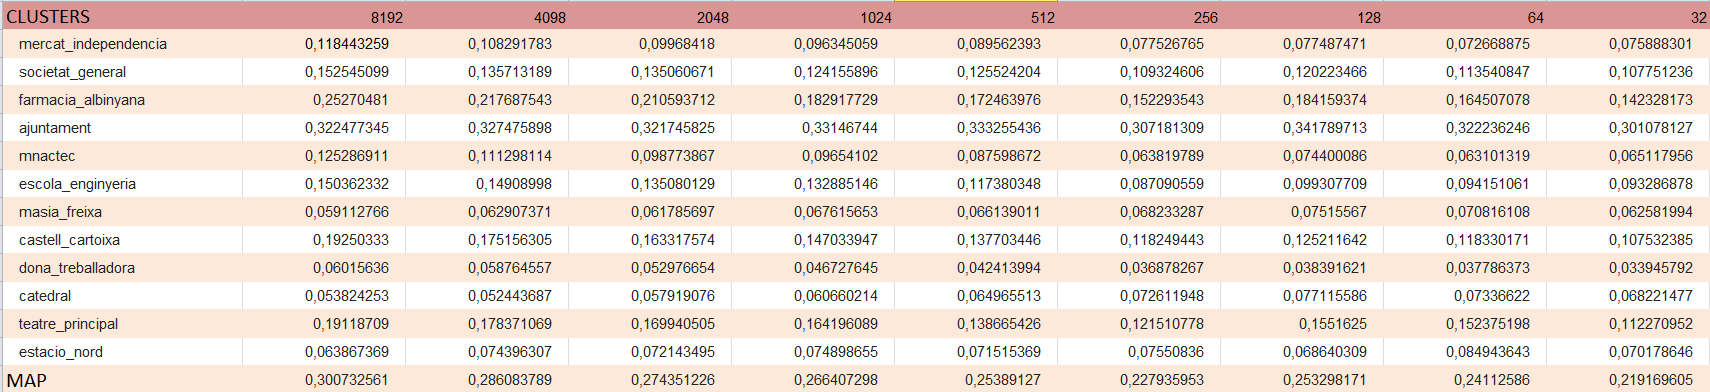 CLUSTERS 8192 4098 2048 1024 512 256 128 64 32
mercat_independencia 0,118443259 0,108291783 0,09968418 0,096345059 0,089562393 0,077526765 0,077487471 0,072668875 0,075888301
societat_general 0,152545099 0,135713189 0,135060671 0,124155896 0,125524204 0,109324606 0,120223466 0,113540847 0,107751236
farmacia_albinyana 0,25270481 0,217687543 0,210593712 0,182917729 0,172463976 0,152293543 0,184159374 0,164507078 0,142328173
ajuntament 0,322477345 0,327475898 0,321745825 0,33146744 0,333255436 0,307181309 0,341789713 0,322236246 0,301078127
mnactec 0,125286911 0,111298114 0,098773867 0,09654102 0,087598672 0,063819789 0,074400086 0,063101319 0,065117956
escola_enginyeria 0,150362332 0,14908998 0,135080129 0,132885146 0,117380348 0,087090559 0,099307709 0,094151061 0,093286878
masia_freixa 0,059112766 0,062907371 0,061785697 0,067615653 0,066139011 0,068233287 0,07515567 0,070816108 0,062581994
castell_cartoixa 0,19250333 0,175156305 0,163317574 0,147033947 0,137703446 0,118249443 0,125211642 0,118330171 0,107532385
dona_treballadora 0,06015636 0,058764557 0,052976654 0,046727645 0,042413994 0,036878267 0,038391621 0,037786373 0,033945792
catedral 0,053824253 0,052443687 0,057919076 0,060660214 0,064965513 0,072611948 0,077115586 0,07336622 0,068221477
teatre_principal 0,19118709 0,178371069 0,169940505 0,164196089 0,138665426 0,121510778 0,1551625 0,152375198 0,112270952
estacio_nord 0,063867369 0,074396307 0,072143495 0,074898655 0,071515369 0,07550836 0,068640309 0,084943643 0,070178646
MAP 0,300732561 0,286083789 0,274351226 0,266407298 0,25389127 0,227935953 0,253298171 0,24112586 0,219169605